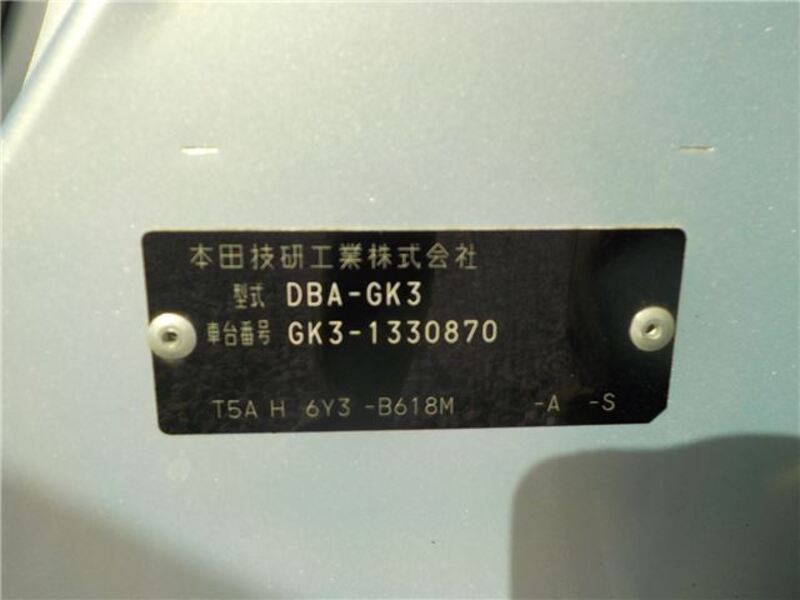 本田技研工業株式会社
型式 DBA-GK3
車台番号 GK3-1330870
T5A H 6Y3 -B618M -A -S